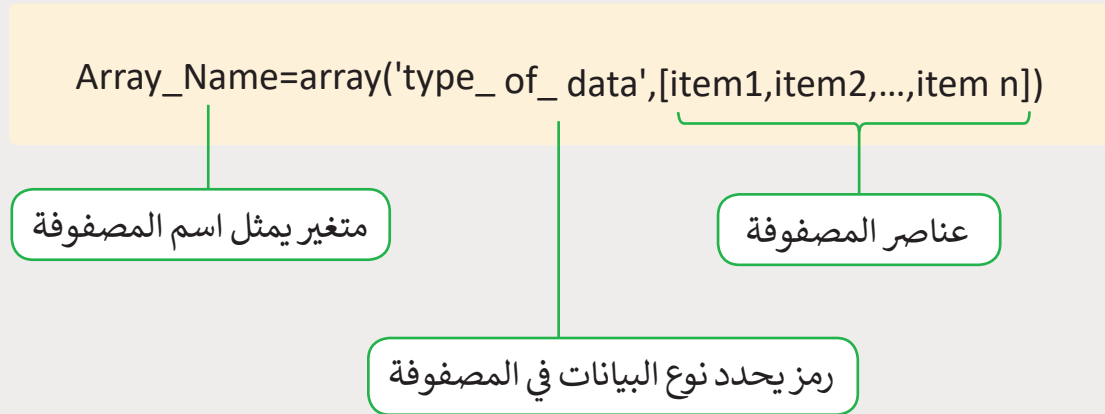 Array_Name=array('type_ of_ data',[item1,item2,...,item n])
متغير يمثل اسم المصفوفة
عناصر المصفوفة
رمز يحدد نوع البيانات في المصفوفة